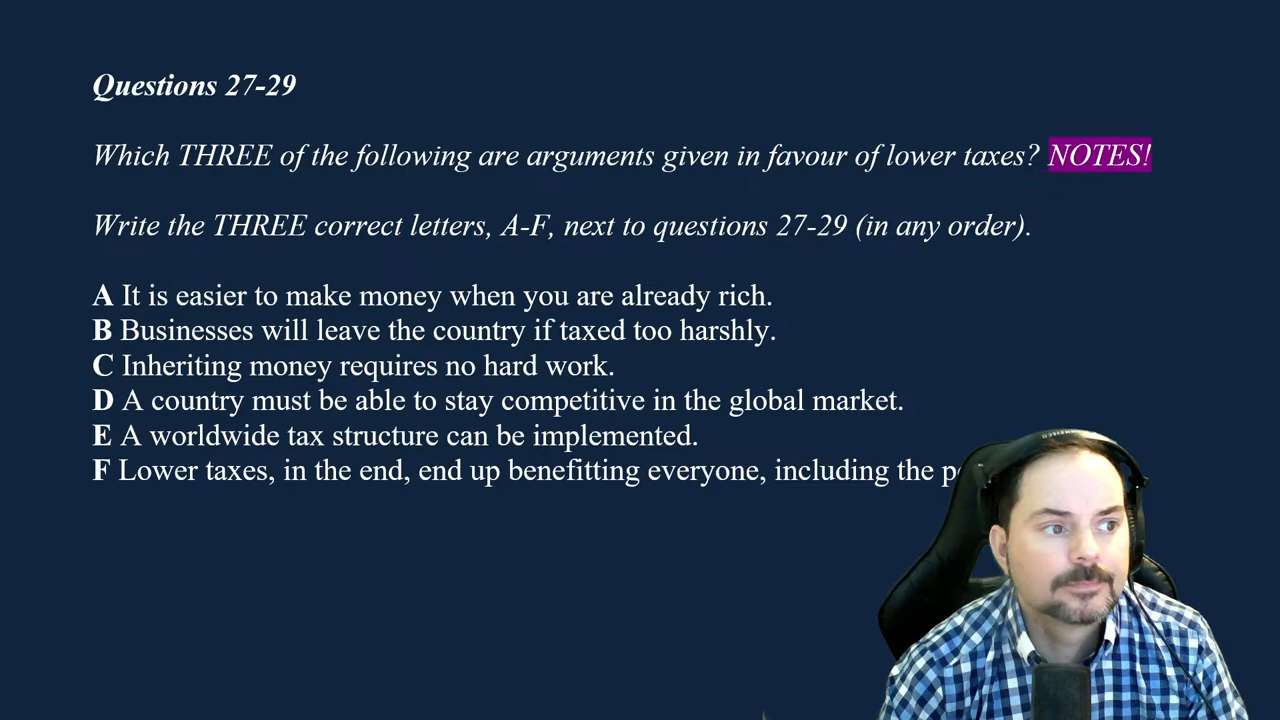 Questions 27-29
Which THREE of the following are arguments given in favour of lower taxes? NOTES!
Write the THREE correct letters, A-F, next to questions 27-29 (in any order).
A It is easier to make money when you are already rich.
B Businesses will leave the country if taxed too harshly.
C Inheriting money requires no hard work.
D A country must be able to stay competitive in the global market.
E A worldwide tax structure can be implemented.
F Lower taxes, in the end, end up benefitting everyone, including the